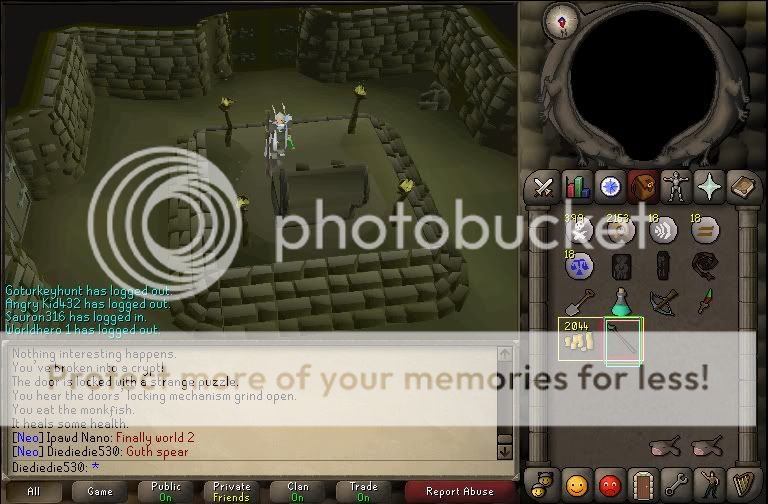 photobucket
Protect more of your memories for less!
398
2153
18
18
18
2044
Goturkeyhunt has logged out.
Angry Kid432 has logged out.
Sauron316 has logged in.
Worldhero 1 has logged out.
Nothing interesting happens.
You've broken into a crypt!
The door is locked with a strange puzzle.
You hear the doors' locking mechanism grind open.
You eat the monkfish.
It heals some health.
[Neo] Ipawd Nano: Finally world 2
[Neo] Diediedie530: Guth spear
Diediedie530: *
All
Game
Public
On
Private
Friends
Clan
On
Trade
On
Report Abuse